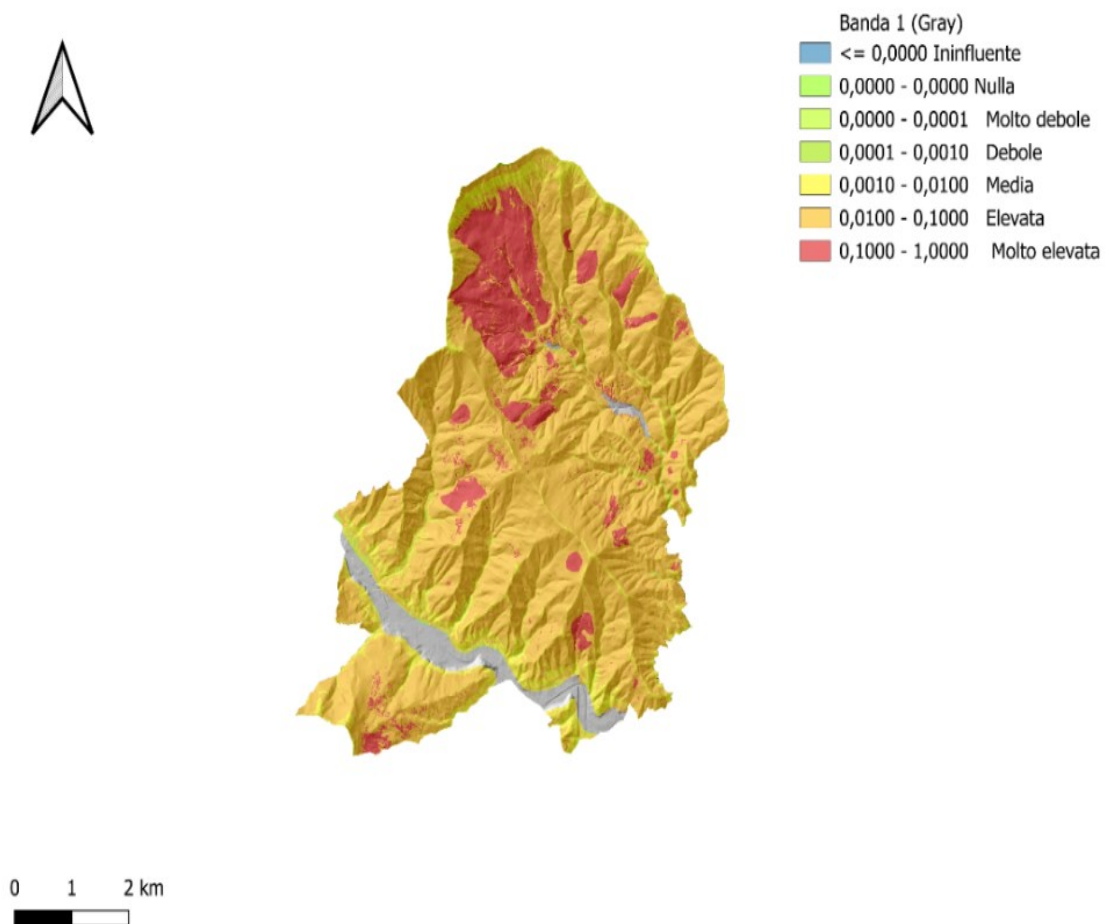 Banda 1 (Gray)
<= 0,0000 Ininfluente
0,0000 - 0,0000 Nulla
0,0000 - 0,0001 Molto debole
0,0001 - 0,0010 Debole
0,0010 - 0,0100 Media
0,0100 - 0,1000 Elevata
0,1000 - 1,0000 Molto elevata
0 1 2 km